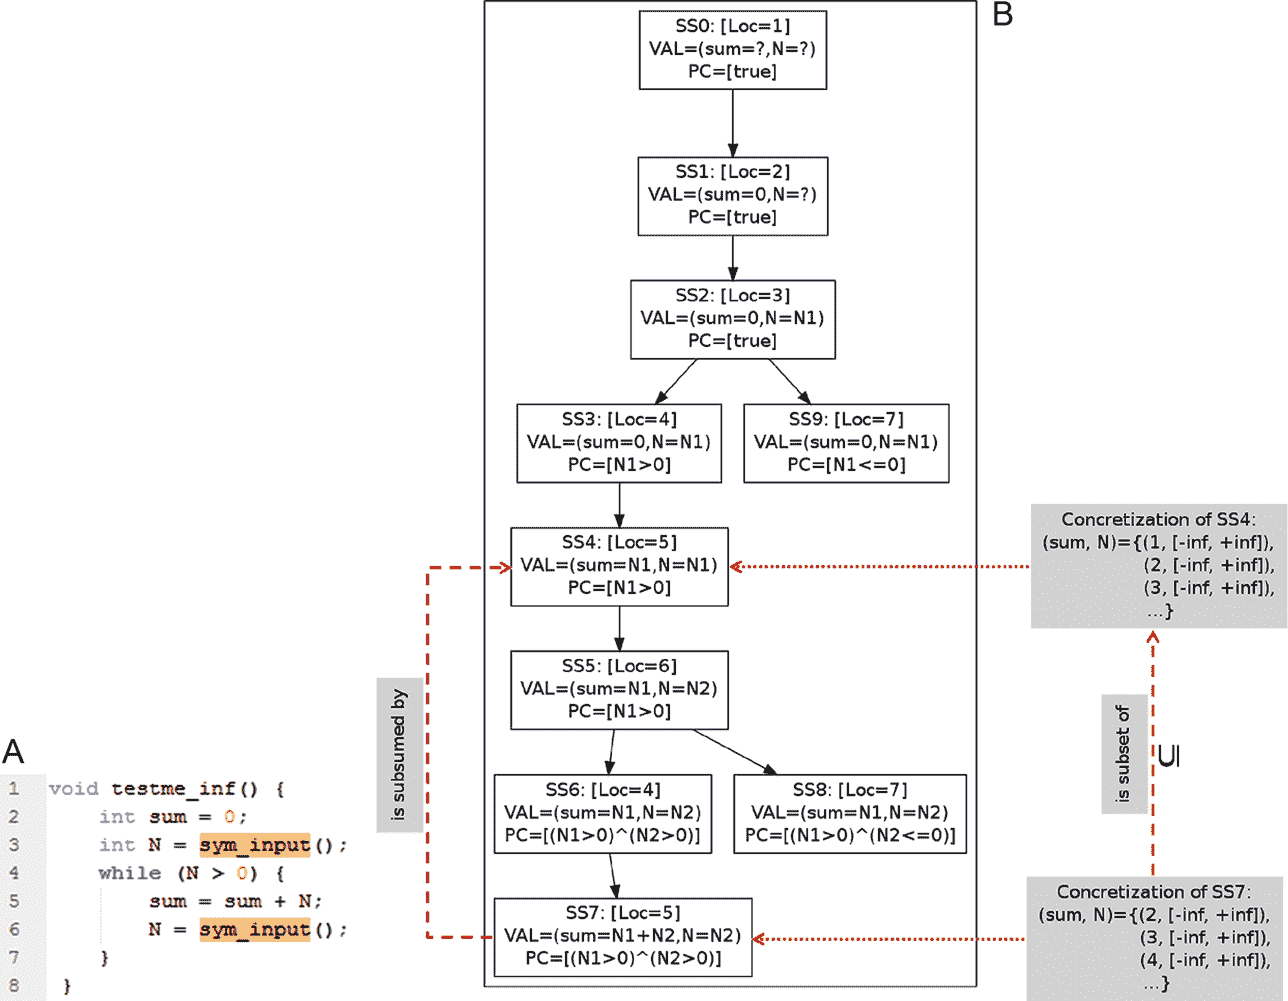 B
SS0: [Loc=1]
VAL=(sum=?,N=?)
PC=[true]
SS1: [Loc=2]
VAL=(sum=0,N=?)
PC=[true]
SS2: [Loc=3]
VAL=(sum=0,N=N1)
PC=[true]
SS3: [Loc=4]
VAL=(sum=0,N=N1)
PC=[N1>0]
SS9: [Loc=7]
VAL=(sum=0,N=N1)
PC=[N1<=0]
SS4: [Loc=5]
VAL=(sum=N1,N=N1)
PC=[N1>0]
Concretization of SS4:
(sum, N)={(1, [-inf, +inf]),
(2, [-inf, +inf]),
(3, [-inf, +inf]),
...}
SS5: [Loc=6]
VAL=(sum=N1,N=N2)
PC=[N1>0]
is subsumed by
is subset of
⊆
SS6: [Loc=4]
VAL=(sum=N1,N=N2)
PC=[(N1>0)^(N2>0)]
SS8: [Loc=7]
VAL=(sum=N1,N=N2)
PC=[(N1>0)^(N2<=0)]
SS7: [Loc=5]
VAL=(sum=N1+N2,N=N2)
PC=[(N1>0)^(N2>0)]
Concretization of SS7:
(sum, N)={(2, [-inf, +inf]),
(3, [-inf, +inf]),
(4, [-inf, +inf]),
...}
A
1 void testme_inf() {
2 int sum = 0;
3 int N = sym_input();
4 while (N > 0) {
5 sum = sum + N;
6 N = sym_input();
7 }
8 }